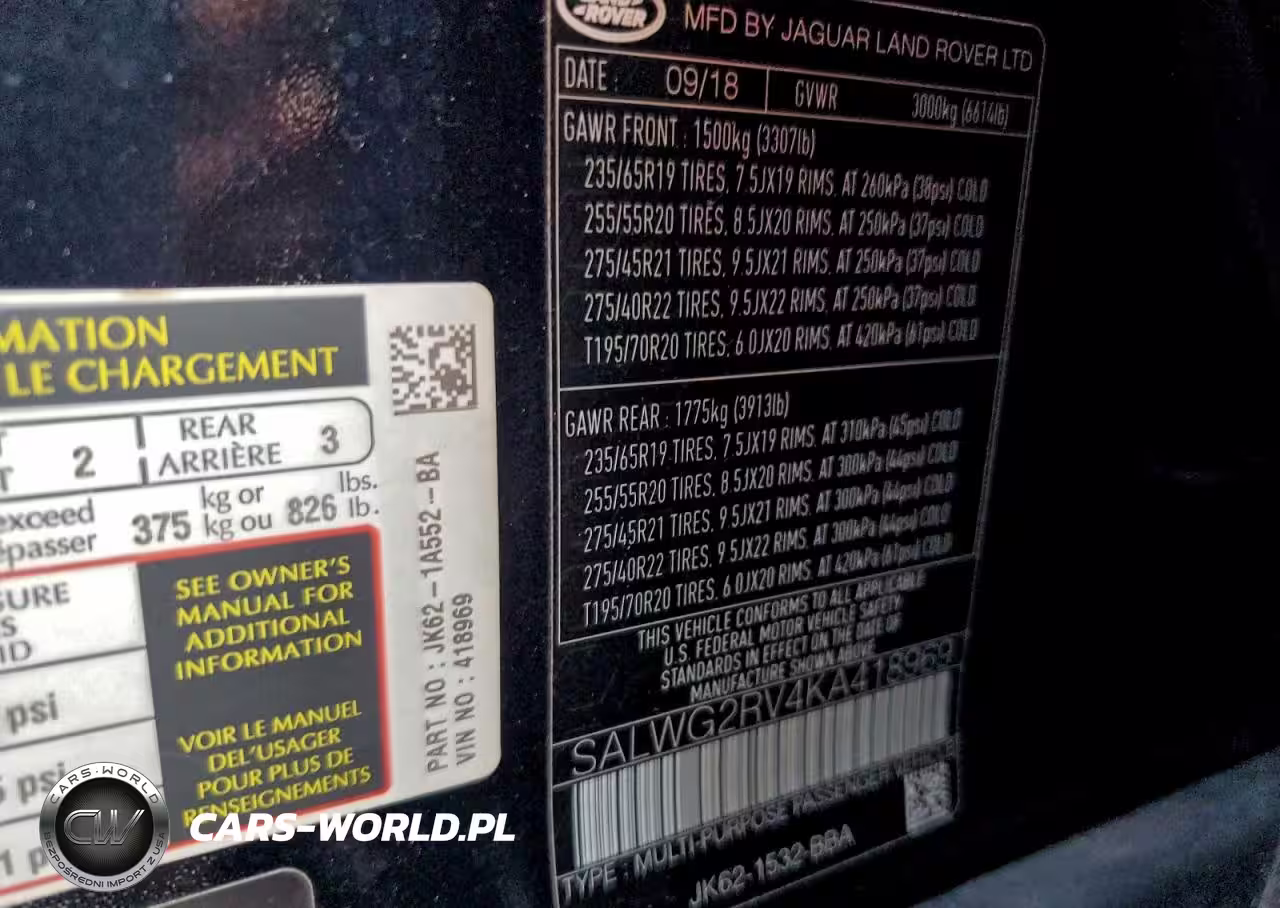 MATION
LE CHARGEMENT
2
REAR
ARRIÈRE
3
exceed
épasser
375 kg or
kg ou 826 lbs.
lb.
SURE
SEE OWNER'S
MANUAL FOR
ADDITIONAL
INFORMATION
psi
psi
VOIR LE MANUEL
DEL'USAGER
POUR PLUS DE
RENSEIGNEMENTS
PART NO : JK62-1A552-BA
VIN NO : 418969
ROVER
MFD BY JAGUAR LAND ROVER LTD
DATE : 09/18 GVWR 3000kg (6614lb)
GAWR FRONT : 1500kg (3307lb)
235/65R19 TIRES, 7.5JX19 RIMS, AT 260kPa (38psi) COLD
255/55R20 TIRES, 8.5JX20 RIMS, AT 250kPa (37psi) COLD
275/45R21 TIRES, 9.5JX21 RIMS, AT 250kPa (37psi) COLD
275/40R22 TIRES, 9.5JX22 RIMS, AT 250kPa (37psi) COLD
T195/70R20 TIRES, 6.0JX20 RIMS, AT 420kPa (61psi) COLD
GAWR REAR : 1775kg (3913lb)
235/65R19 TIRES, 7.5JX19 RIMS, AT 310kPa (45psi) COLD
255/55R20 TIRES, 8.5JX20 RIMS, AT 300kPa (44psi) COLD
275/45R21 TIRES, 9.5JX21 RIMS, AT 300kPa (44psi) COLD
275/40R22 TIRES, 9.5JX22 RIMS, AT 300kPa (44psi) COLD
T195/70R20 TIRES, 6.0JX20 RIMS, AT 420kPa (61psi) COLD
THIS VEHICLE CONFORMS TO ALL APPLICABLE
U.S. FEDERAL MOTOR VEHICLE SAFETY
STANDARDS IN EFFECT ON THE DATE OF
MANUFACTURE SHOWN ABOVE
SALWG2RV4KA418969
TYPE : MULTI-PURPOSE PASSENGER VEHICLE
JK62-1532-BBA
CARS-WORLD
CW
BEZPOŚREDNI IMPORT Z USA
CARS-WORLD.PL